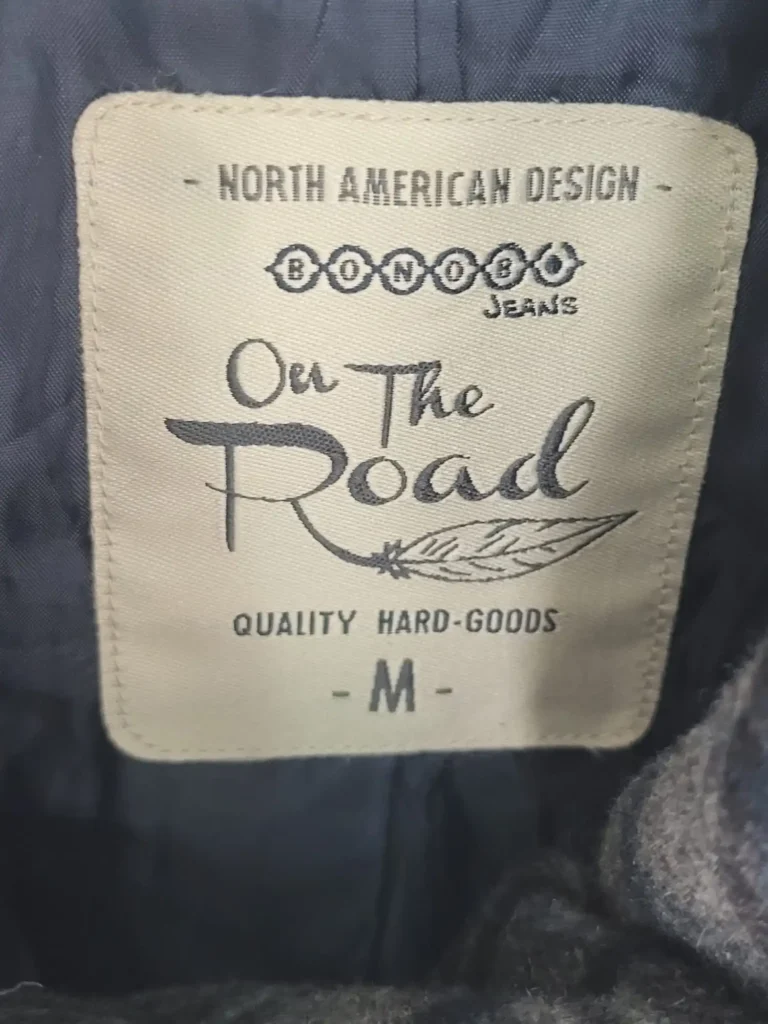 - NORTH AMERICAN DESIGN -
BONOBO
JEANS
On The
Road
QUALITY HARD-GOODS
- M -